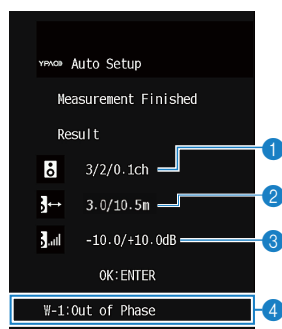 YPAO Auto Setup
Measurement Finished
Result
3/2/0.1ch
1
3.0/10.5m
2
-10.0/+10.0dB
3
OK:ENTER
W-1:Out of Phase
4